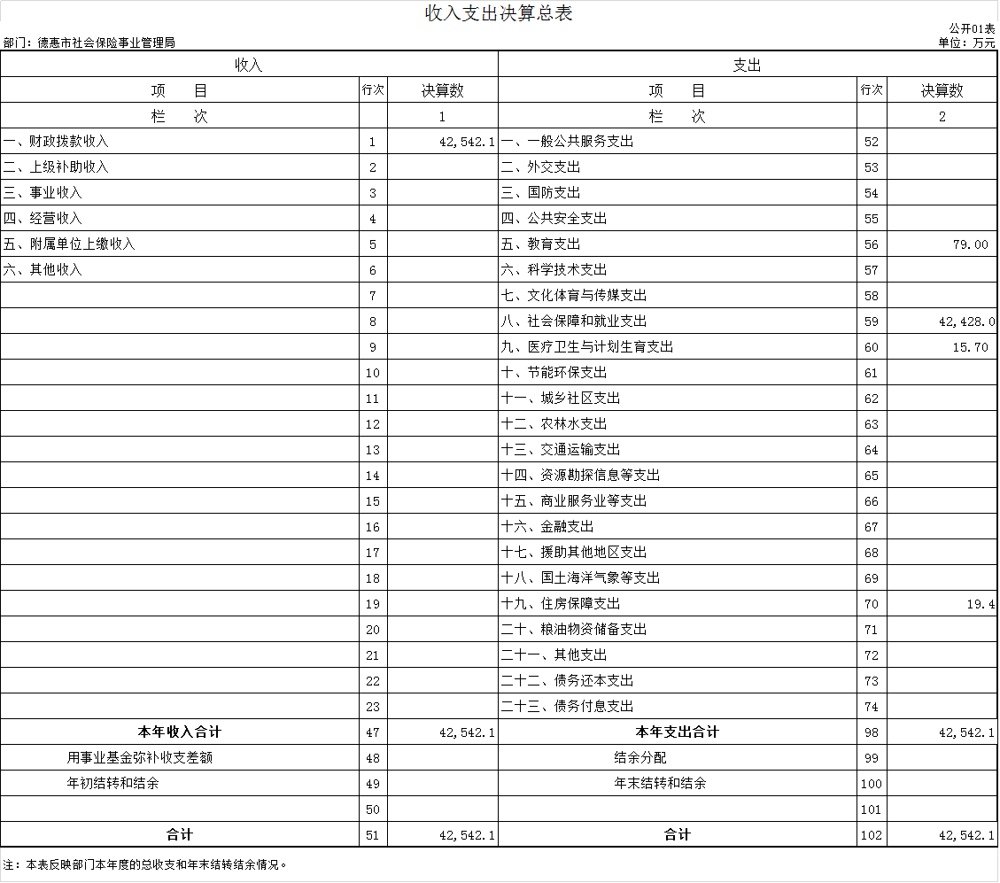 收入支出决算总表
公开01表
部门：德惠市社会保险事业管理局 单位：万元
收入 支出
项 目 行次 决算数 项 目 行次 决算数
栏 次 1 栏 次 2
一、财政拨款收入 1 42,542.1 一、一般公共服务支出 52
二、上级补助收入 2 二、外交支出 53
三、事业收入 3 三、国防支出 54
四、经营收入 4 四、公共安全支出 55
五、附属单位上缴收入 5 五、教育支出 56 79.00
六、其他收入 6 六、科学技术支出 57
7 七、文化体育与传媒支出 58
8 八、社会保障和就业支出 59 42,428.0
9 九、医疗卫生与计划生育支出 60 15.70
10 十、节能环保支出 61
11 十一、城乡社区支出 62
12 十二、农林水支出 63
13 十三、交通运输支出 64
14 十四、资源勘探信息等支出 65
15 十五、商业服务业等支出 66
16 十六、金融支出 67
17 十七、援助其他地区支出 68
18 十八、国土海洋气象等支出 69
19 十九、住房保障支出 70 19.4
20 二十、粮油物资储备支出 71
21 二十一、其他支出 72
22 二十二、债务还本支出 73
23 二十三、债务付息支出 74
本年收入合计 47 42,542.1 本年支出合计 98 42,542.1
用事业基金弥补收支差额 48 结余分配 99
年初结转和结余 49 年末结转和结余 100
50 101
合计 51 42,542.1 合计 102 42,542.1
注：本表反映部门本年度的总收支和年末结转结余情况。